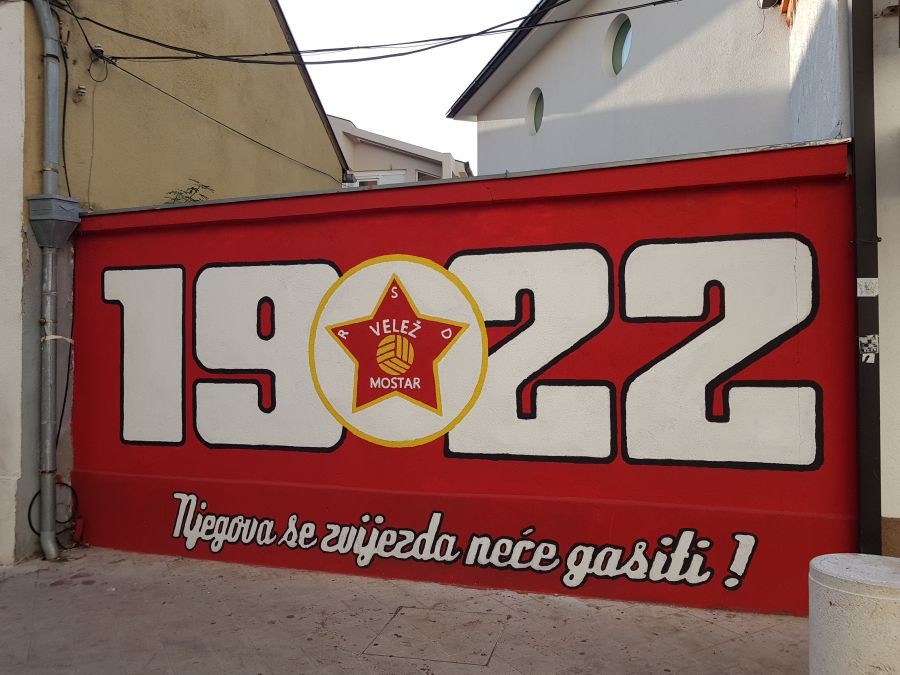 1922
R S D
VELEŽ
MOSTAR
Njegova se zvijezda neće gasiti !